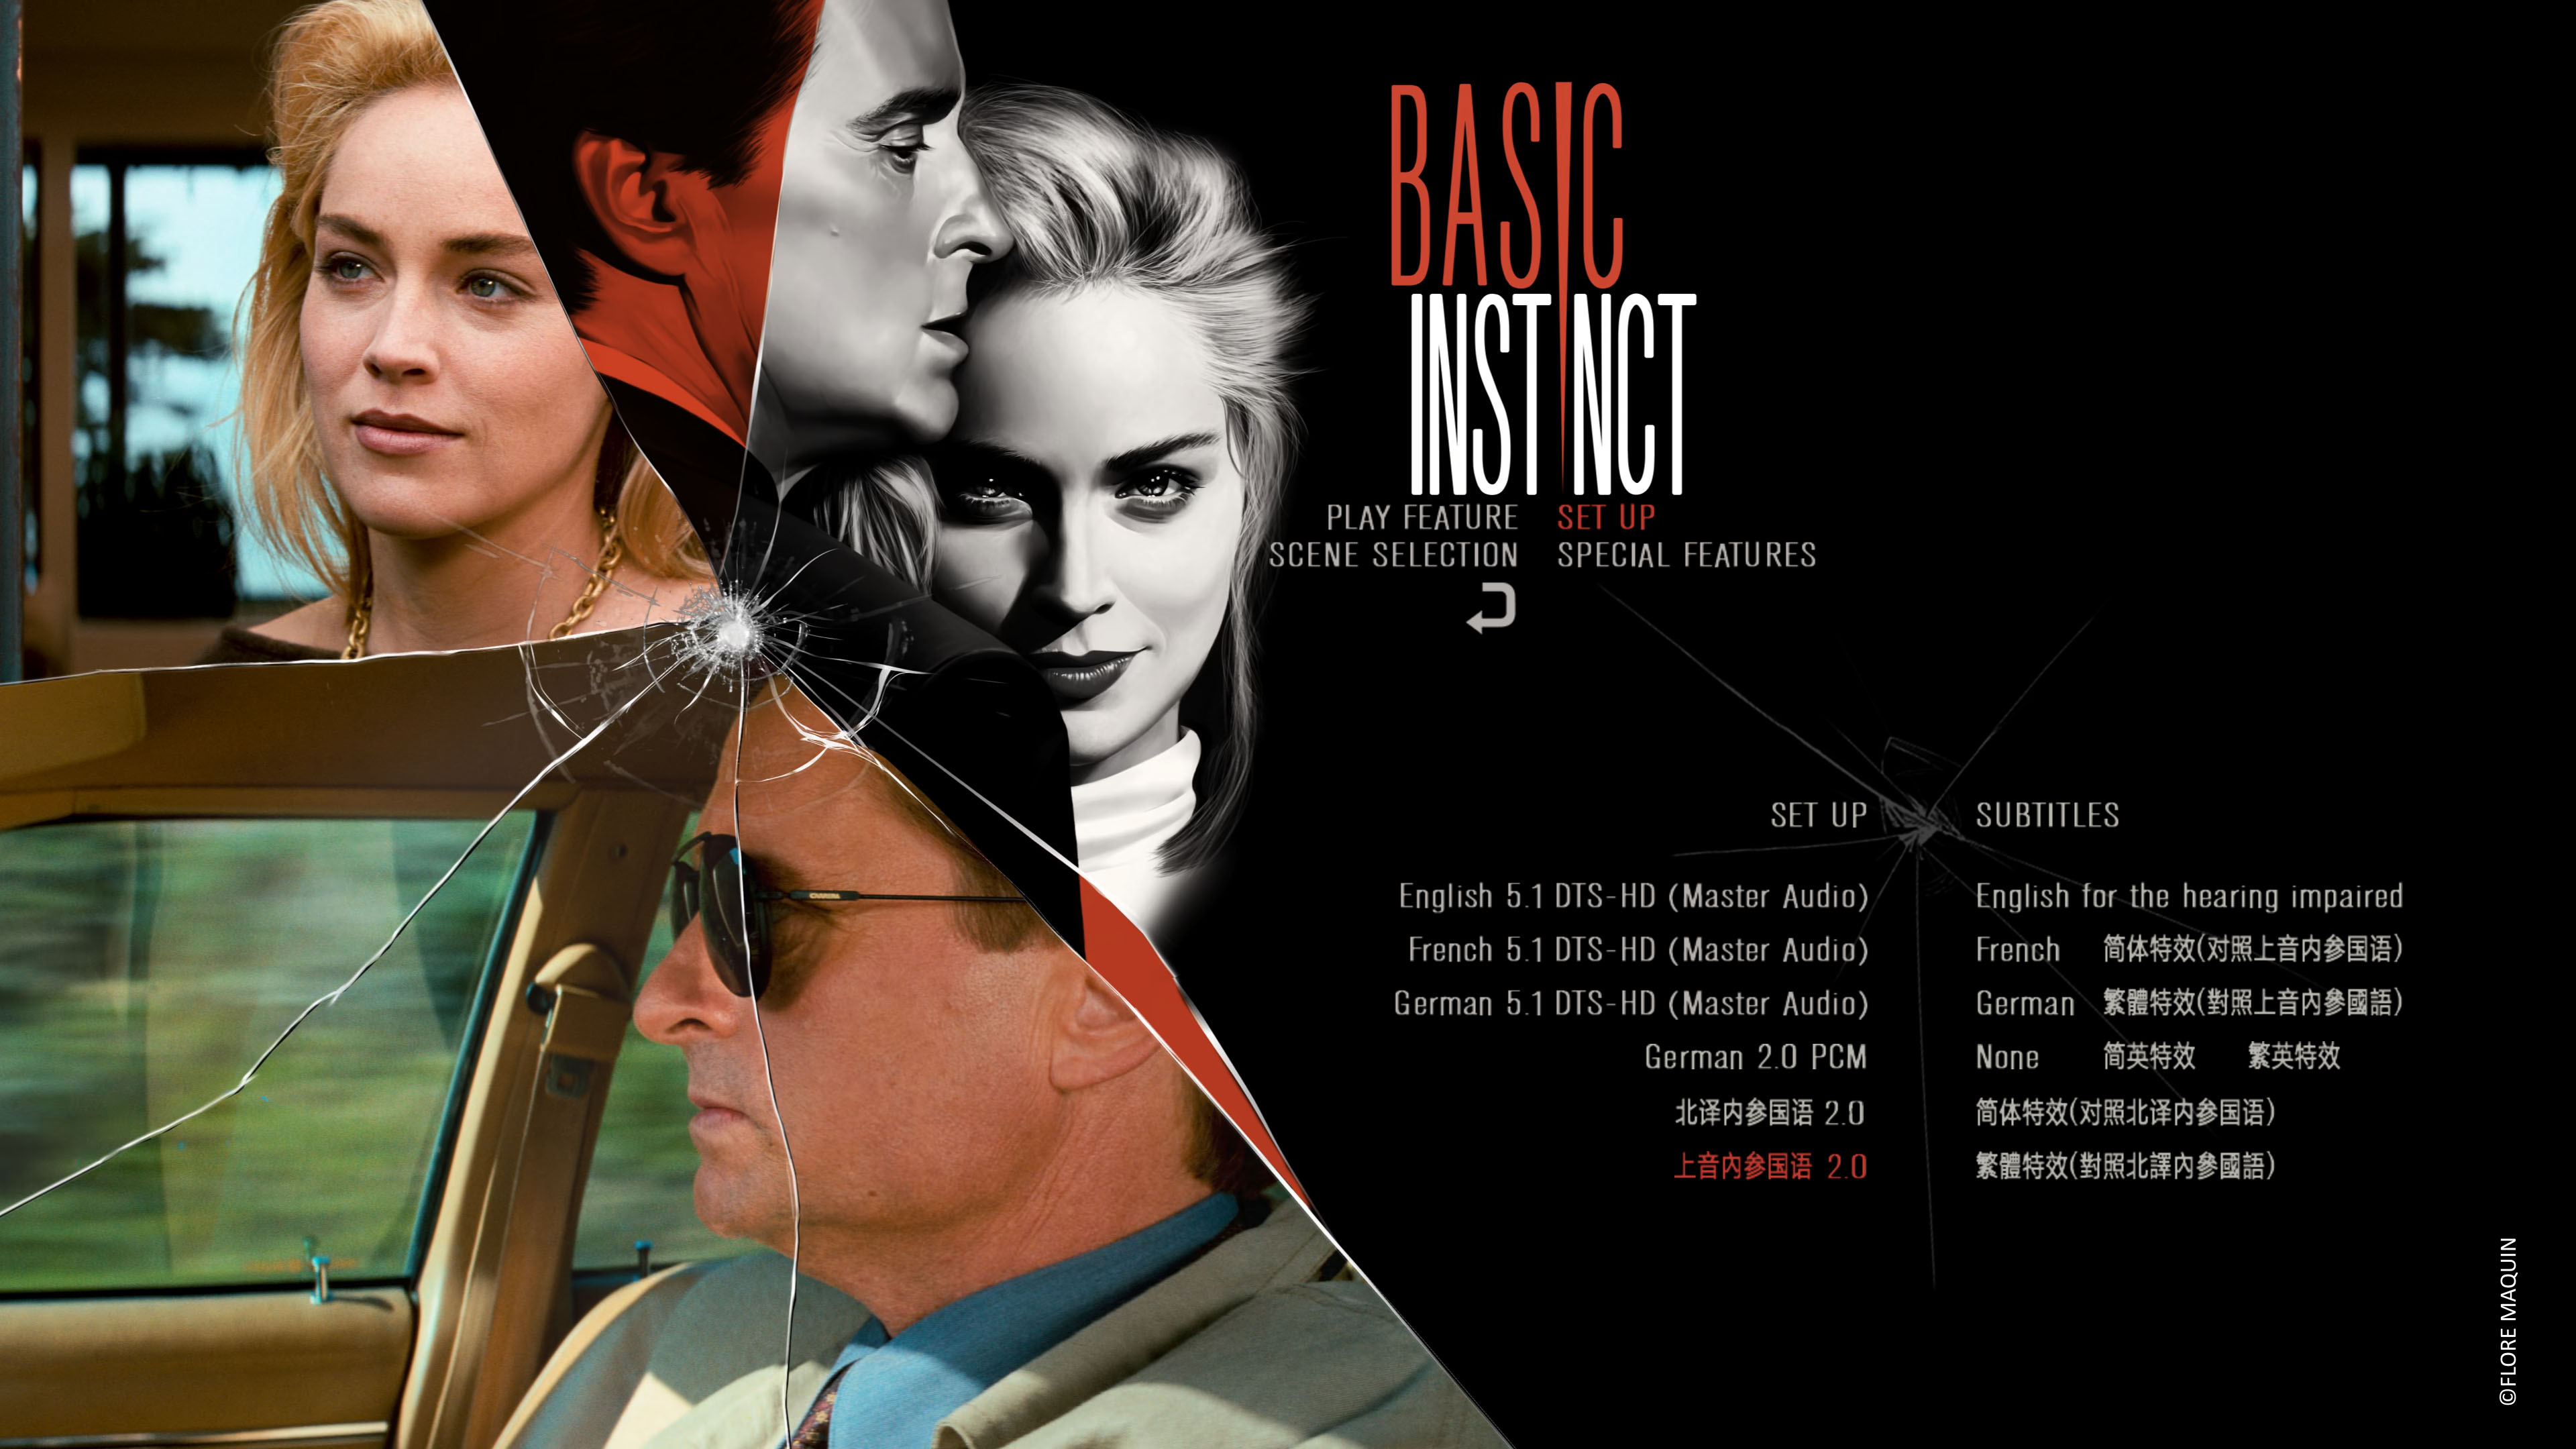 BASIC
INSTINCT
PLAY FEATURE SET UP
SCENE SELECTION SPECIAL FEATURES
SET UP SUBTITLES
English 5.1 DTS-HD (Master Audio) English for the hearing impaired
French 5.1 DTS-HD (Master Audio) French 简体特效(对照上音内参国语)
German 5.1 DTS-HD (Master Audio) German 繁體特效(對照上音內參國語)
German 2.0 PCM None 简英特效 繁英特效
北译内参国语 2.0 简体特效(对照北译内参国语)
上音内参国语 2.0 繁體特效(對照北譯內參國語)
CARRERA
©FLORE MAQUIN